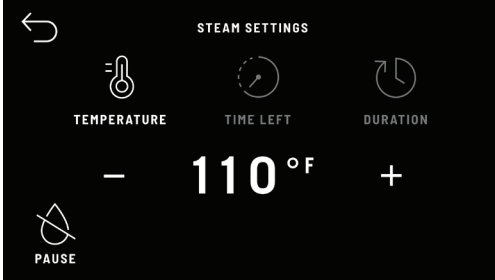 STEAM SETTINGS
TEMPERATURE TIME LEFT DURATION
− 110°F +
PAUSE